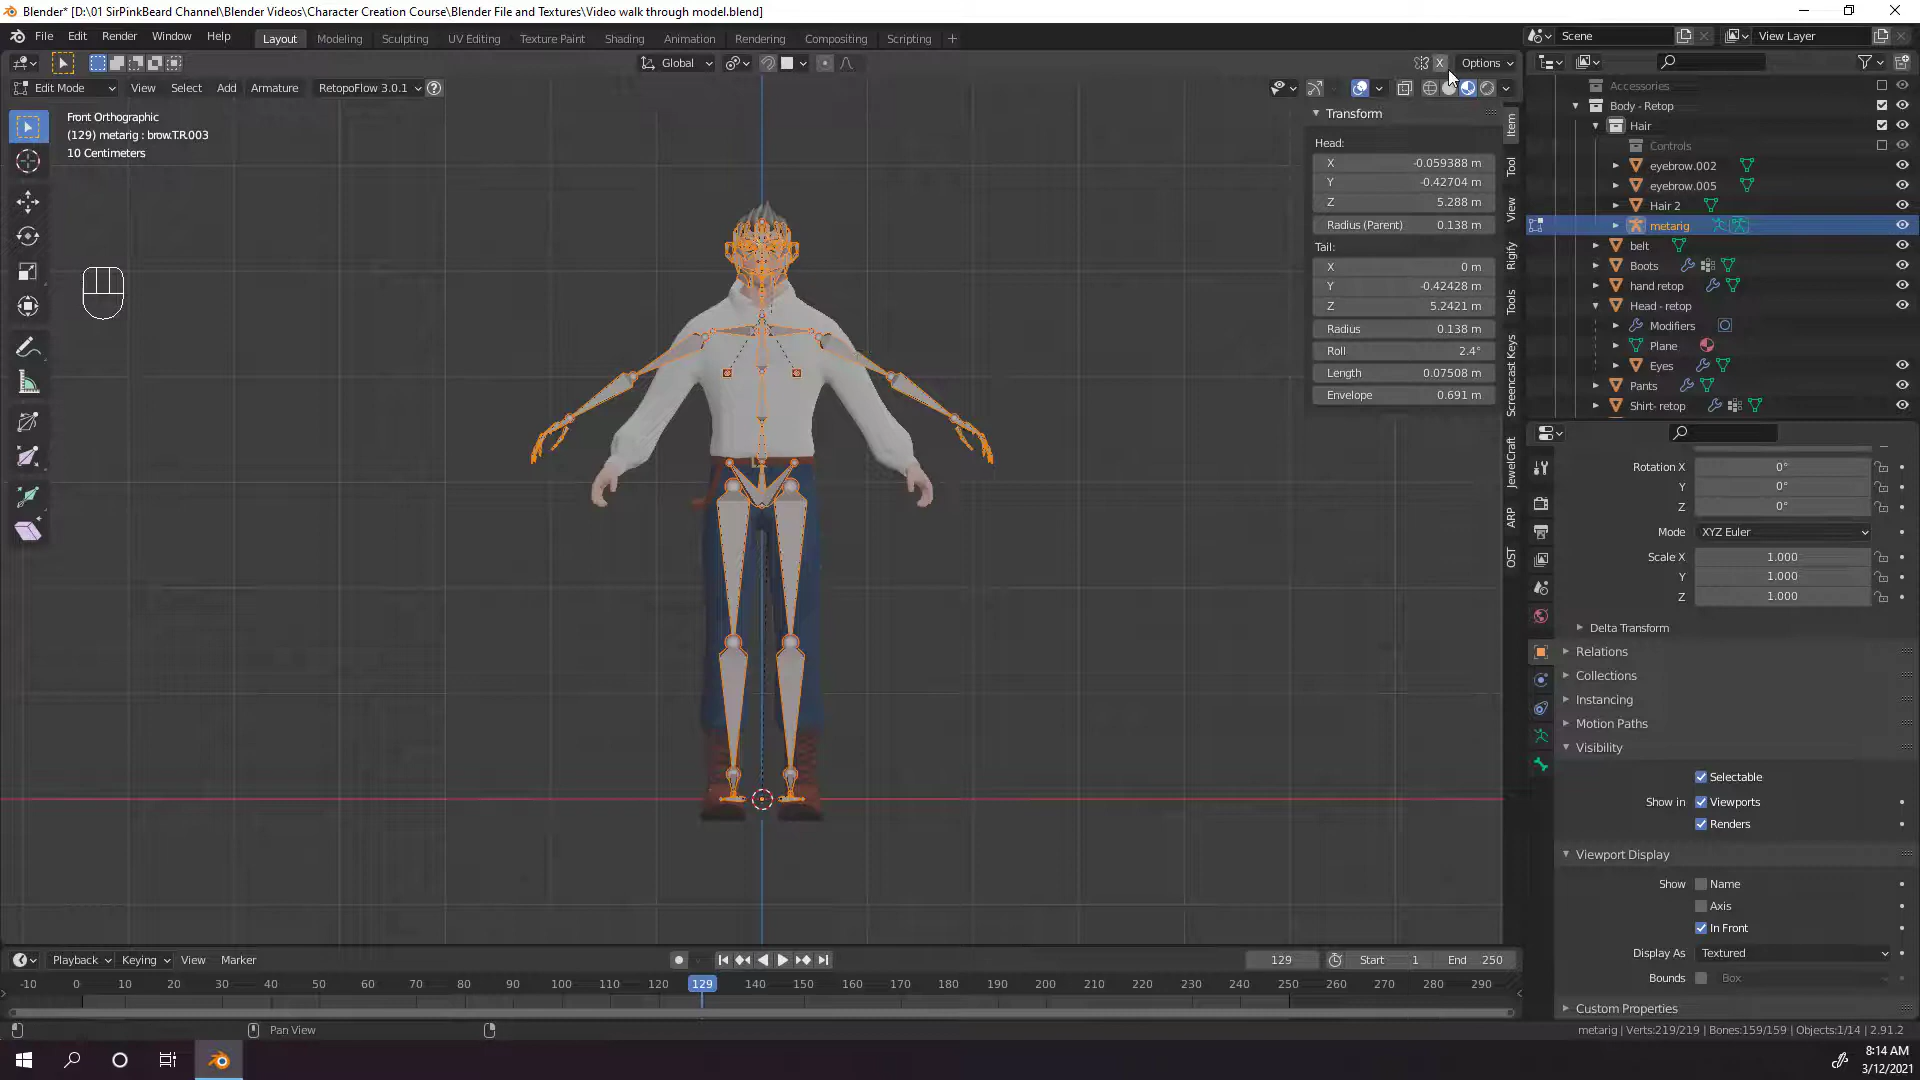 Blender* [D:\01 SirPinkBeard Channel\Blender Videos\Character Creation Course\Blender File and Textures\Video walk through model.blend]
File Edit Render Window Help
Layout Modeling Sculpting UV Editing Texture Paint Shading Animation Rendering Compositing Scripting +
Scene
View Layer
Global
X
Options
Edit Mode View Select Add Armature RetopoFlow 3.0.1
Front Orthographic
(129) metarig : brow.T.R.003
10 Centimeters
Transform
Head:
X -0.059388 m
Y -0.42704 m
Z 5.288 m
Radius (Parent) 0.138 m
Tail:
X 0 m
Y -0.42428 m
Z 5.2421 m
Radius 0.138 m
Roll 2.4°
Length 0.07508 m
Envelope 0.691 m
Item
Tool
View
Rigify
Tools
Screencast Keys
JewelCraft
ARP
OST
Accessories
Body - Retop
Hair
Controls
eyebrow.002
eyebrow.005
Hair 2
metarig
belt
Boots
hand retop
Head - retop
Modifiers
Plane
Eyes
Pants
Shirt- retop
Rotation X 0°
Y 0°
Z 0°
Mode XYZ Euler
Scale X 1.000
Y 1.000
Z 1.000
Delta Transform
Relations
Collections
Instancing
Motion Paths
Visibility
Selectable
Show in Viewports
Renders
Viewport Display
Show Name
Axis
In Front
Display As Textured
Bounds Box
Custom Properties
Playback Keying View Marker
129 Start 1 End 250
-10 0 10 20 30 40 50 60 70 80 90 100 110 120 129 140 150 160 170 180 190 200 210 220 230 240 250 260 270 280 290
Pan View
metarig | Verts:219/219 | Bones:159/159 | Objects:1/14 | 2.91.2
8:14 AM
3/12/2021